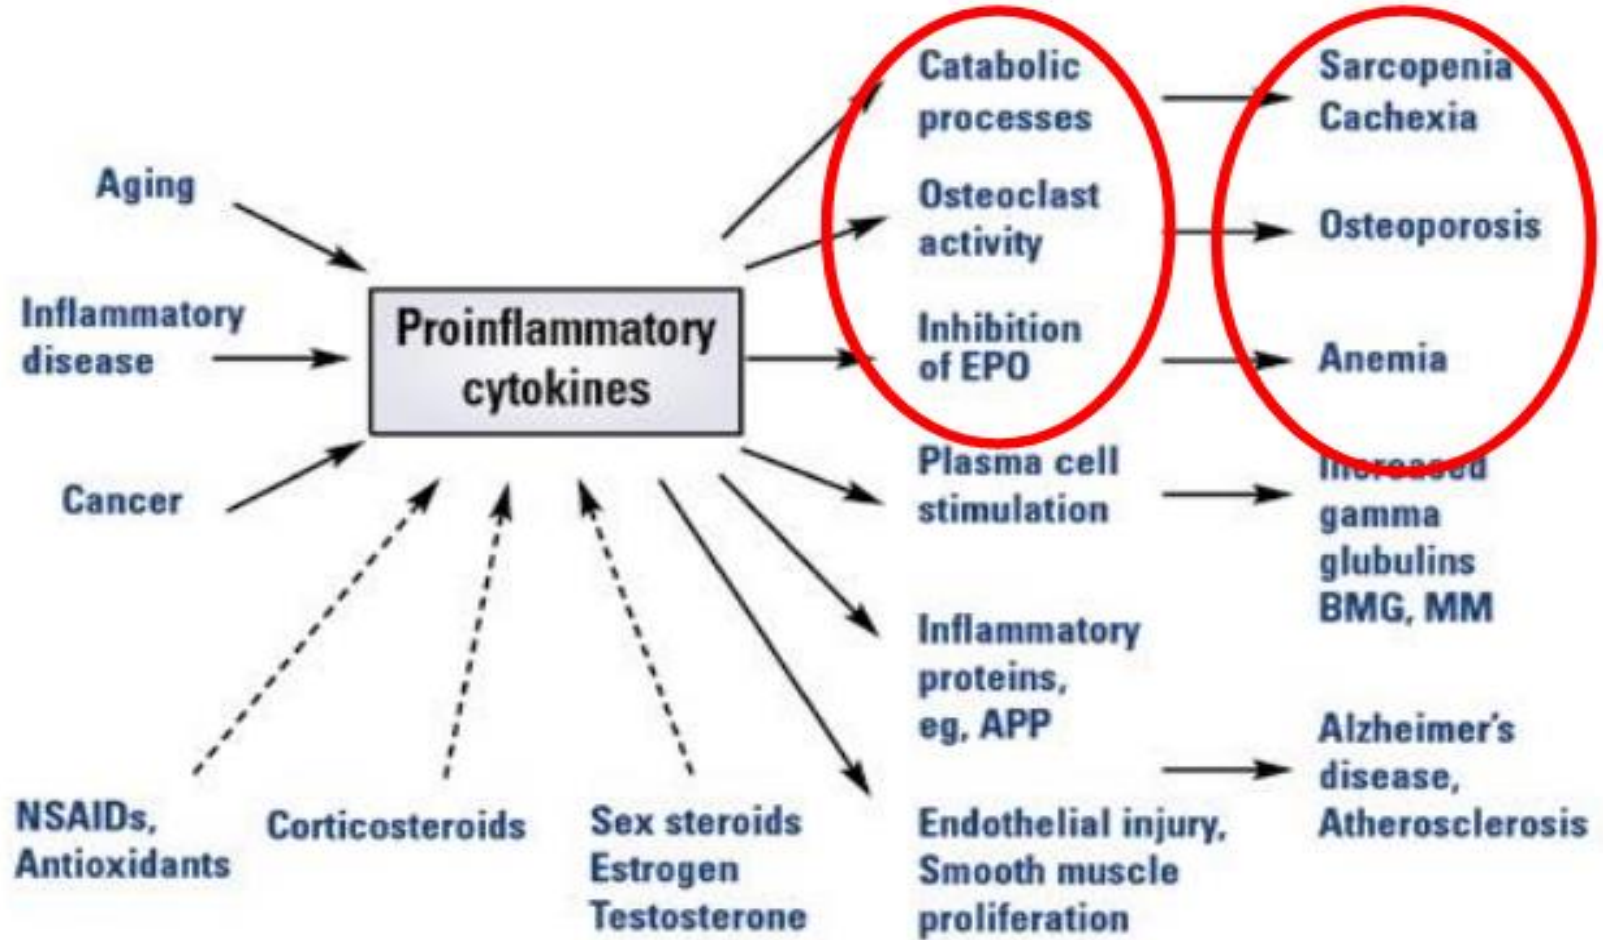 Aging
Inflammatory
disease
Cancer
NSAIDs,
Antioxidants
Corticosteroids
Sex steroids
Estrogen
Testosterone
Proinflammatory
cytokines
Catabolic
processes
Osteoclast
activity
Inhibition
of EPO
Plasma cell
stimulation
Inflammatory
proteins,
eg, APP
Endothelial injury,
Smooth muscle
proliferation
Sarcopenia
Cachexia
Osteoporosis
Anemia
Increased
gamma
glubulins
BMG, MM
Alzheimer's
disease,
Atherosclerosis